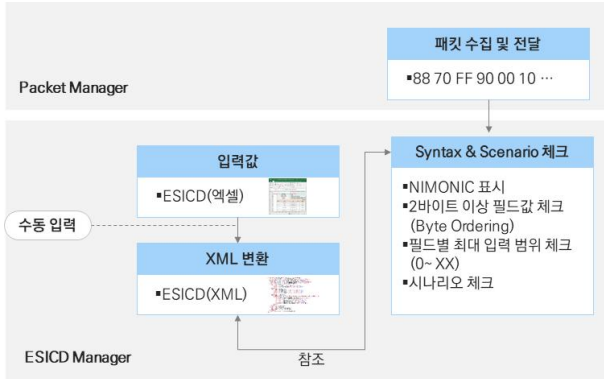 패킷 수집 및 전달
▪88 70 FF 90 00 10 …
Packet Manager
Syntax & Scenario 체크
▪NIMONIC 표시
▪2바이트 이상 필드값 체크
(Byte Ordering)
▪필드별 최대 입력 범위 체크
(0~ XX)
▪시나리오 체크
입력값
▪ESICD(엑셀)
수동 입력
XML 변환
▪ESICD(XML)
참조
ESICD Manager